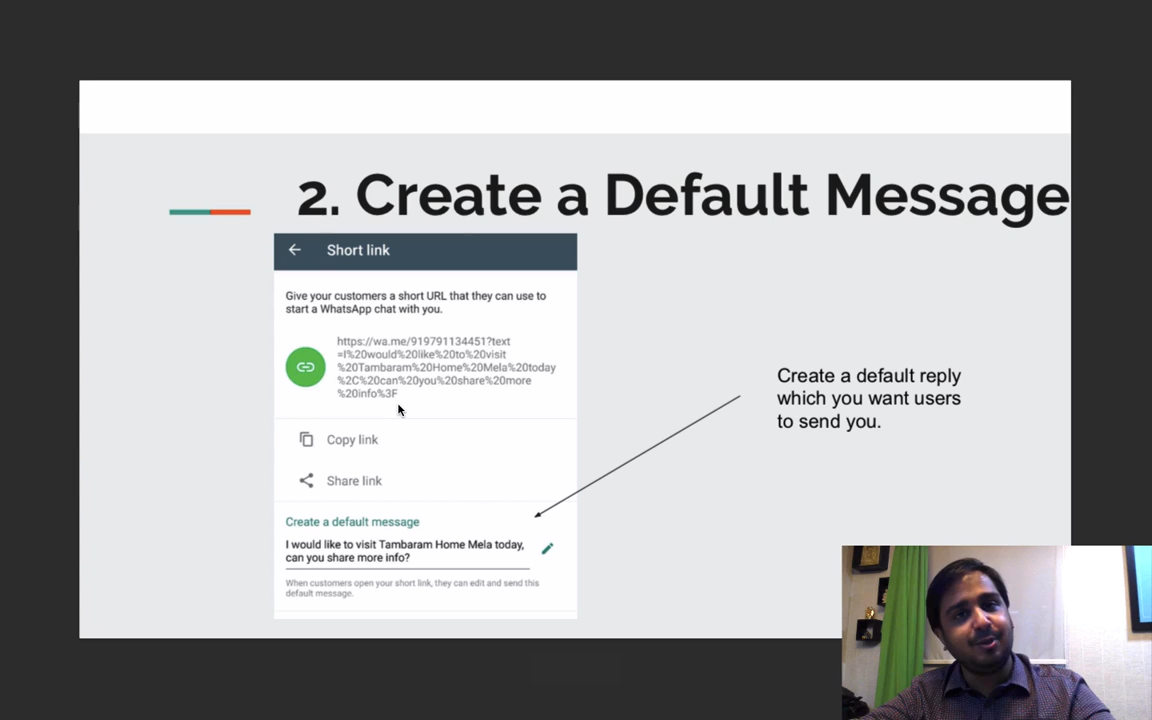 2. Create a Default Message
Short link
Give your customers a short URL that they can use to
start a WhatsApp chat with you.
https://wa.me/919791134451?text
=I%20would%20like%20to%20visit
%20Tambaram%20Home%20Mela%20today
%2C%20can%20you%20share%20more
%20info%3F
Copy link
Share link
Create a default message
I would like to visit Tambaram Home Mela today,
can you share more info?
When customers open your short link, they can edit and send this
default message.
Create a default reply
which you want users
to send you.